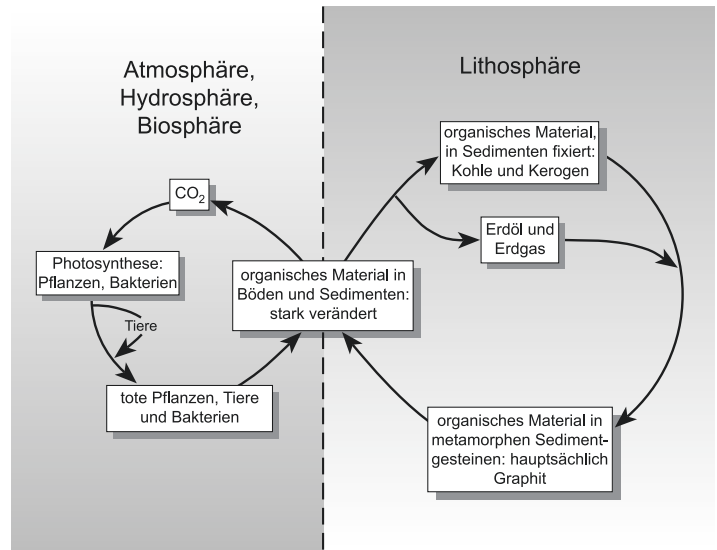 Atmosphäre,
Hydrosphäre,
Biosphäre
Lithosphäre
organisches Material,
in Sedimenten fixiert:
Kohle und Kerogen
CO₂
Erdöl und
Erdgas
Photosynthese:
Pflanzen, Bakterien
organisches Material in
Böden und Sedimenten:
stark verändert
Tiere
tote Pflanzen, Tiere
und Bakterien
organisches Material in
metamorphen Sediment-
gesteinen: hauptsächlich
Graphit